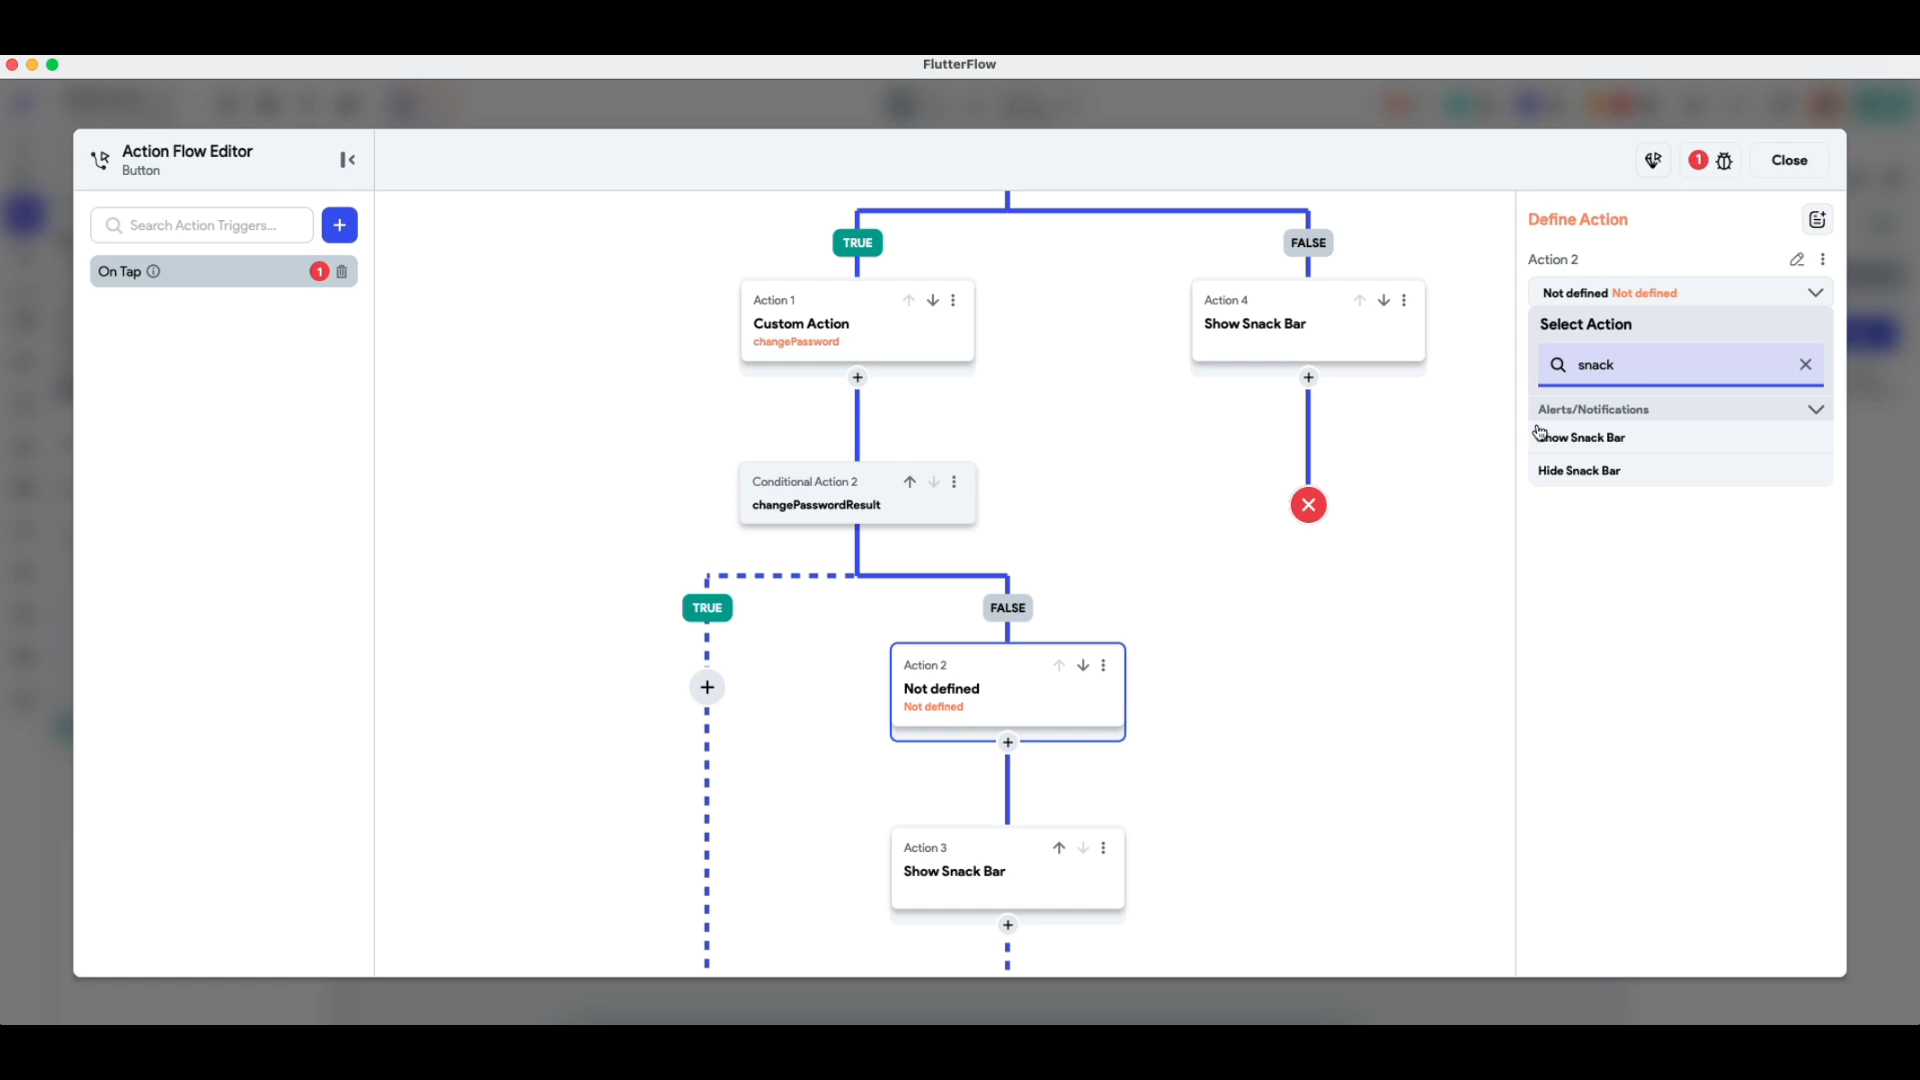 FlutterFlow
Action Flow Editor
Button
1
Close
Search Action Triggers...
On Tap
1
TRUE
FALSE
Action 1
Custom Action
changePassword
Action 4
Show Snack Bar
Conditional Action 2
changePasswordResult
TRUE
FALSE
Action 2
Not defined
Not defined
Action 3
Show Snack Bar
Define Action
Action 2
Not defined Not defined
Select Action
snack
Alerts/Notifications
Show Snack Bar
Hide Snack Bar